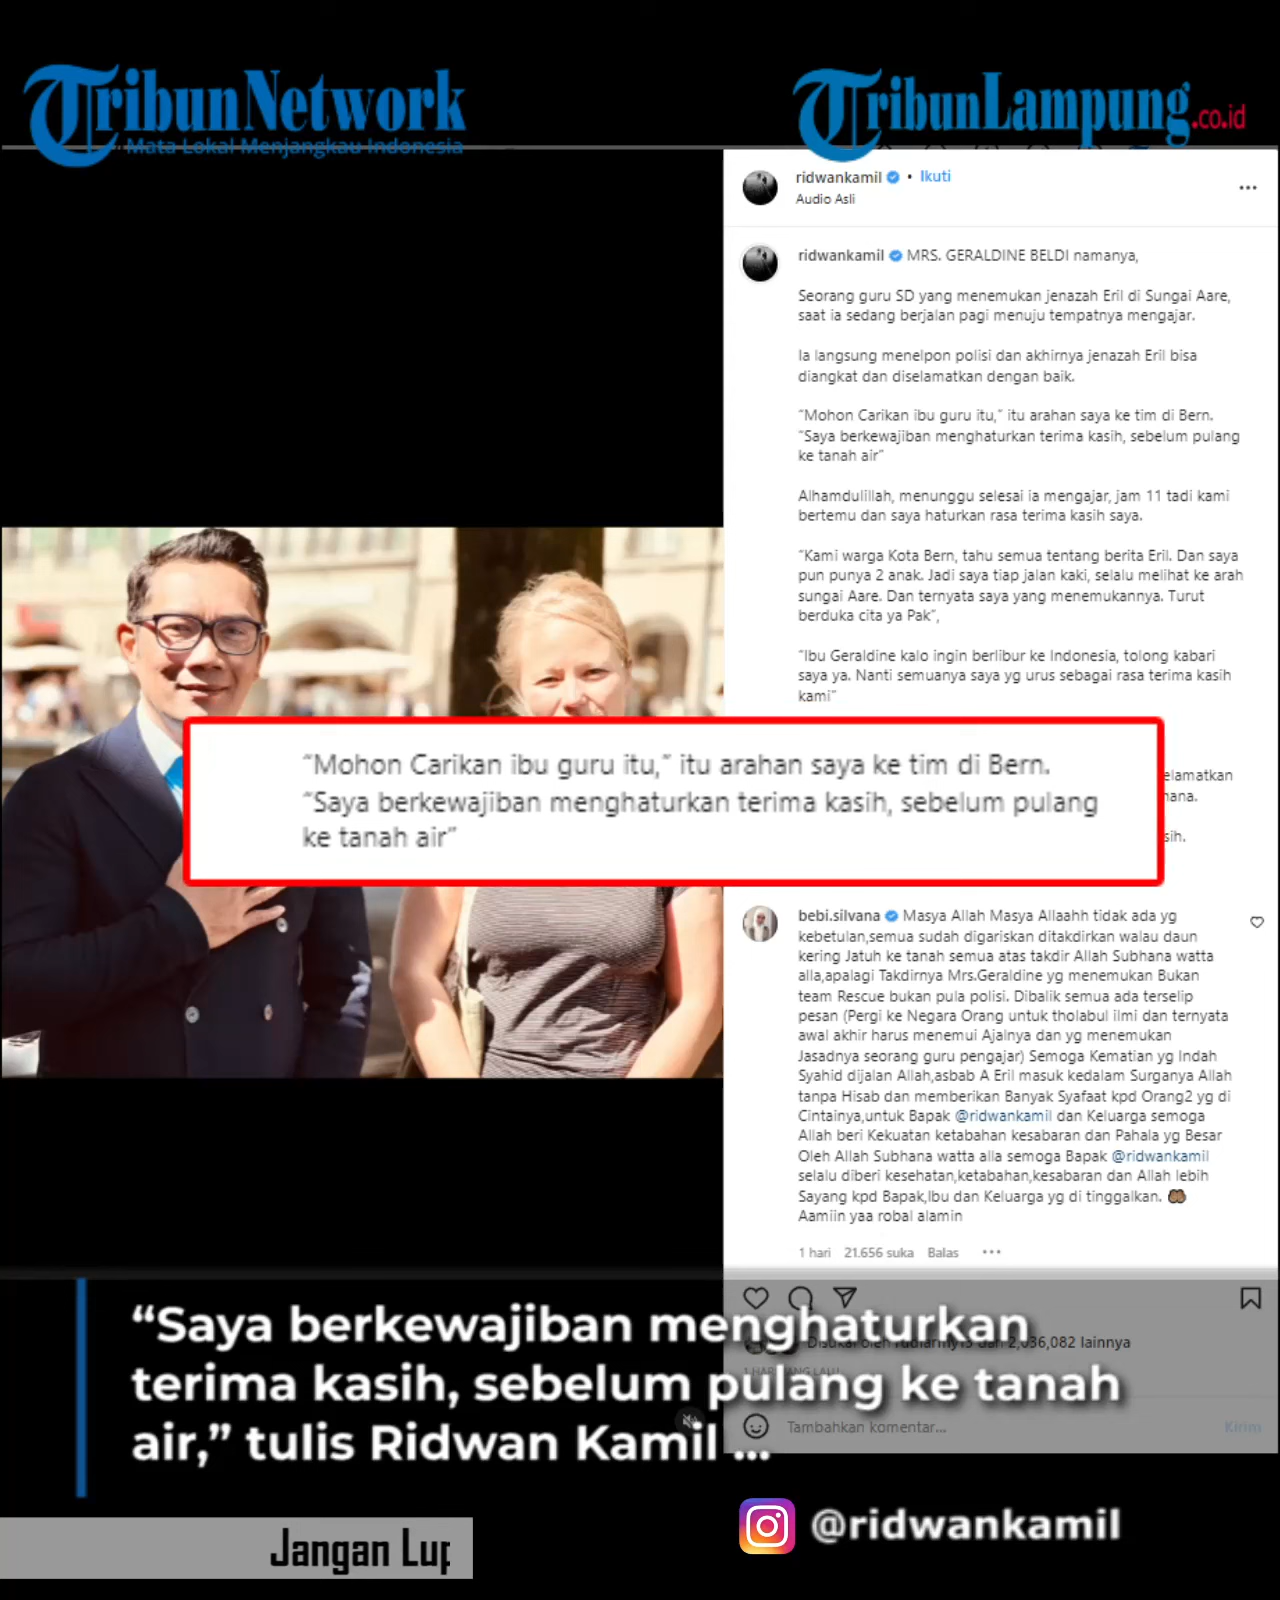 TribunNetwork
Mata Lokal Menjangkau Indonesia
TribunLampung.co.id
ridwankamil • Ikuti
Audio Asli
ridwankamil MRS. GERALDINE BELDI namanya,
Seorang guru SD yang menemukan jenazah Eril di Sungai Aare,
saat ia sedang berjalan pagi menuju tempatnya mengajar.
Ia langsung menelpon polisi dan akhirnya jenazah Eril bisa
diangkat dan diselamatkan dengan baik.
“Mohon Carikan ibu guru itu,” itu arahan saya ke tim di Bern.
“Saya berkewajiban menghaturkan terima kasih, sebelum pulang
ke tanah air”
Alhamdulillah, menunggu selesai ia mengajar, jam 11 tadi kami
bertemu dan saya haturkan rasa terima kasih saya.
“Kami warga Kota Bern, tahu semua tentang berita Eril. Dan saya
pun punya 2 anak. Jadi saya tiap jalan kaki, selalu melihat ke arah
sungai Aare. Dan ternyata saya yang menemukannya. Turut
berduka cita ya Pak”,
“Ibu Geraldine kalo ingin berlibur ke Indonesia, tolong kabari
saya ya. Nanti semuanya saya yg urus sebagai rasa terima kasih
kami”
“Mohon Carikan ibu guru itu,” itu arahan saya ke tim di Bern.
“Saya berkewajiban menghaturkan terima kasih, sebelum pulang
ke tanah air”
elamatkan
ana.
sih.
bebi.silvana Masya Allah Masya Allaahh tidak ada yg
kebetulan,semua sudah digariskan ditakdirkan walau daun
kering Jatuh ke tanah semua atas takdir Allah Subhana watta
alla,apalagi Takdirnya Mrs.Geraldine yg menemukan Bukan
team Rescue bukan pula polisi. Dibalik semua ada terselip
pesan (Pergi ke Negara Orang untuk tholabul ilmi dan ternyata
awal akhir harus menemui Ajalnya dan yg menemukan
Jasadnya seorang guru pengajar) Semoga Kematian yg Indah
Syahid dijalan Allah,asbab A Eril masuk kedalam Surganya Allah
tanpa Hisab dan memberikan Banyak Syafaat kpd Orang2 yg di
Cintainya,untuk Bapak @ridwankamil dan Keluarga semoga
Allah beri Kekuatan ketabahan kesabaran dan Pahala yg Besar
Oleh Allah Subhana watta alla semoga Bapak @ridwankamil
selalu diberi kesehatan,ketabahan,kesabaran dan Allah lebih
Sayang kpd Bapak,Ibu dan Keluarga yg di tinggalkan.
Aamiin yaa robal alamin
1 hari 21.656 suka Balas
2,036,082 lainnya
1 HARI YANG LALU
Tambahkan komentar...
Kirim
“Saya berkewajiban menghaturkan
terima kasih, sebelum pulang ke tanah
air,” tulis Ridwan Kamil ...
@ridwankamil
Jangan Lup